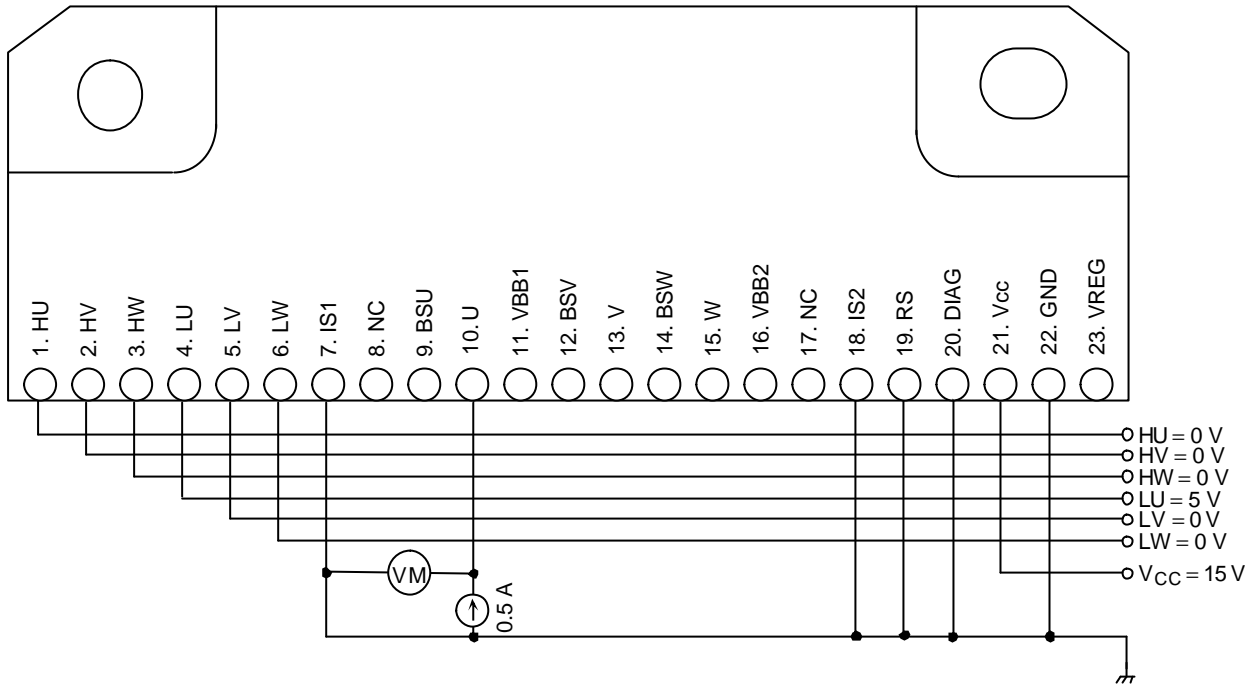 1. HU
2. HV
3. HW
4. LU
5. LV
6. LW
7. IS1
8. NC
9. BSU
10. U
11. VBB1
12. BSV
13. V
14. BSW
15. W
16. VBB2
17. NC
18. IS2
19. RS
20. DIAG
21. Vcc
22. GND
23. VREG
HU = 0 V
HV = 0 V
HW = 0 V
LU = 5 V
LV = 0 V
LW = 0 V
VM
VCC = 15 V
0.5 A